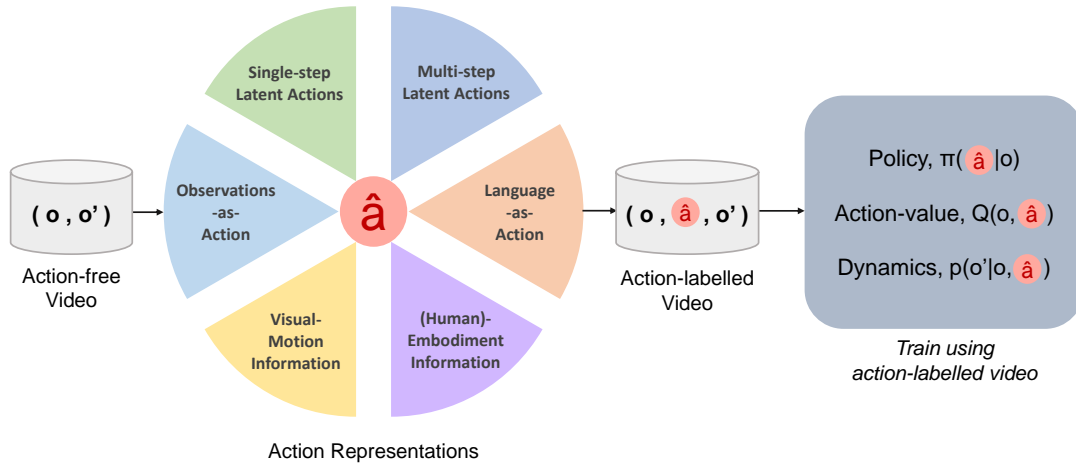 ( o , o’ )
Action-free
Video
Single-step
Latent Actions
Multi-step
Latent Actions
Observations
-as-
Action
â
Language
-as-
Action
Visual-
Motion
Information
(Human)-
Embodiment
Information
Action Representations
( o , â , o’ )
Action-labelled
Video
Policy, π( â |o)
Action-value, Q(o, â )
Dynamics, p(o’|o, â )
Train using
action-labelled video